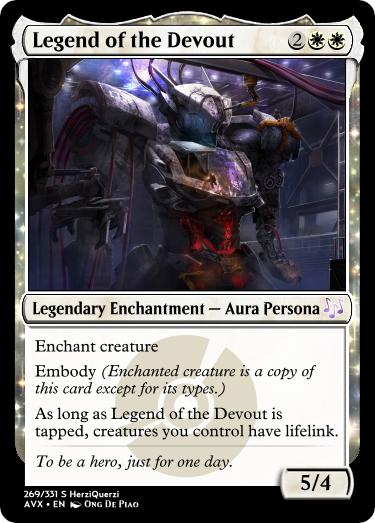 Legend of the Devout 2
Legendary Enchantment — Aura Persona
Enchant creature
Embody (Enchanted creature is a copy of
this card except for its types.)
As long as Legend of the Devout is
tapped, creatures you control have lifelink.
To be a hero, just for one day.
5/4
269/331 S HerziQuerzi
AVX • EN Ong De Piao